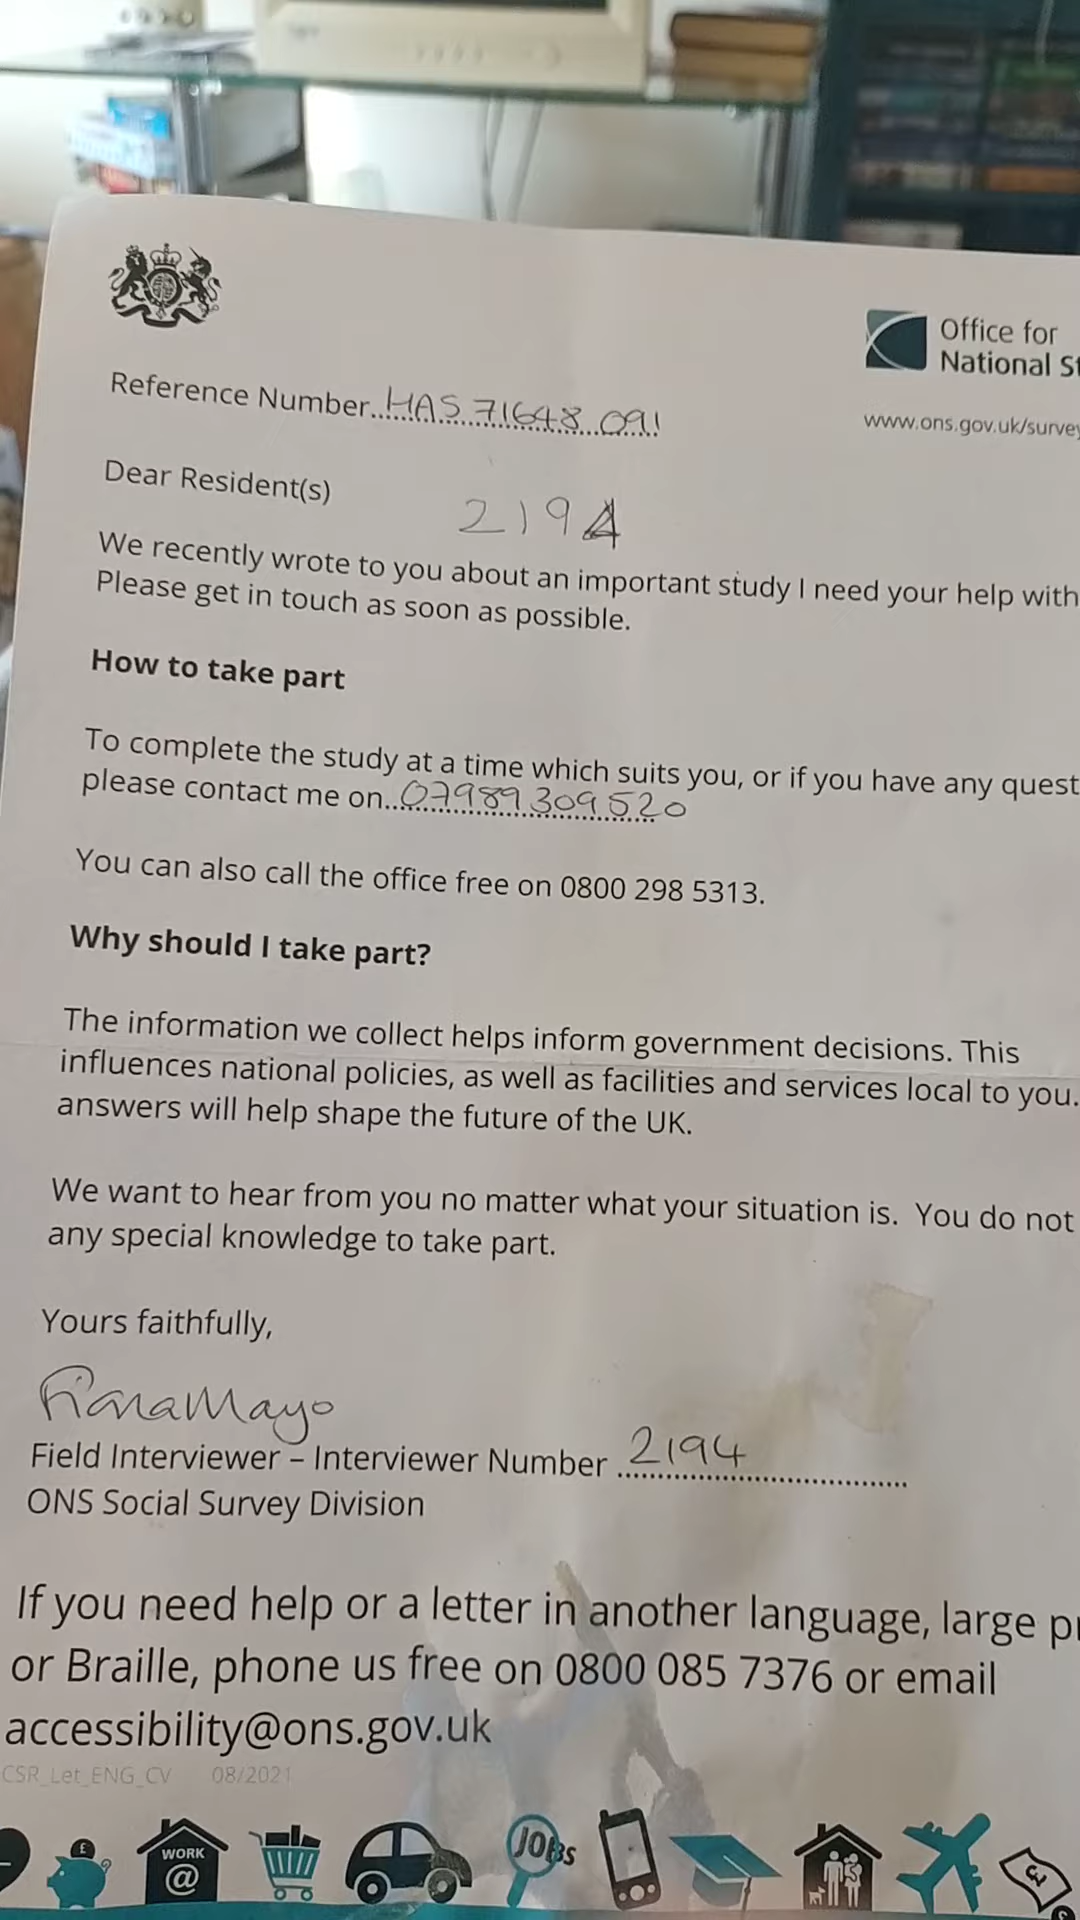 Office for
National
Reference Number HAS 71648 091
www.ons.gov.uk/survey
Dear Resident(s)
2194
We recently wrote to you about an important study I need your help with
Please get in touch as soon as possible.
How to take part
To complete the study at a time which suits you, or if you have any quest
please contact me on..07989 309 520
You can also call the office free on 0800 298 5313.
Why should I take part?
The information we collect helps inform government decisions. This
influences national policies, as well as facilities and services local to you.
answers will help shape the future of the UK.
We want to hear from you no matter what your situation is. You do not
any special knowledge to take part.
Yours faithfully,
Fiona Mayo
Field Interviewer – Interviewer Number 2194
ONS Social Survey Division
If you need help or a letter in another language, large pr
or Braille, phone us free on 0800 085 7376 or email
accessibility@ons.gov.uk
CSR_Let_ENG_CV 08/2021
WORK
@
JOBS
£
£